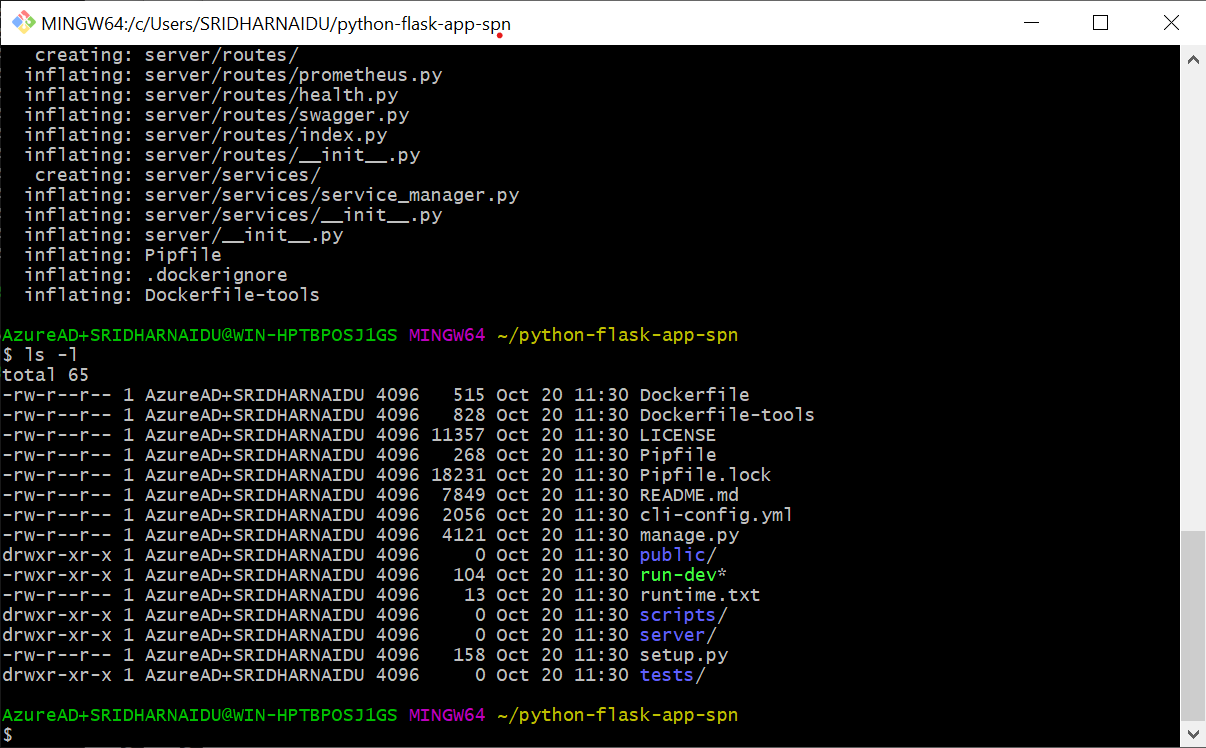 MINGW64:/c/Users/SRIDHARNAIDU/python-flask-app-spn
   creating: server/routes/
  inflating: server/routes/prometheus.py
  inflating: server/routes/health.py
  inflating: server/routes/swagger.py
  inflating: server/routes/index.py
  inflating: server/routes/__init__.py
   creating: server/services/
  inflating: server/services/service_manager.py
  inflating: server/services/__init__.py
  inflating: server/__init__.py
  inflating: Pipfile
  inflating: .dockerignore
  inflating: Dockerfile-tools
AzureAD+SRIDHARNAIDU@WIN-HPTBPOSJ1GS MINGW64 ~/python-flask-app-spn
$ ls -l
total 65
-rw-r--r-- 1 AzureAD+SRIDHARNAIDU 4096   515 Oct 20 11:30 Dockerfile
-rw-r--r-- 1 AzureAD+SRIDHARNAIDU 4096   828 Oct 20 11:30 Dockerfile-tools
-rw-r--r-- 1 AzureAD+SRIDHARNAIDU 4096 11357 Oct 20 11:30 LICENSE
-rw-r--r-- 1 AzureAD+SRIDHARNAIDU 4096   268 Oct 20 11:30 Pipfile
-rw-r--r-- 1 AzureAD+SRIDHARNAIDU 4096 18231 Oct 20 11:30 Pipfile.lock
-rw-r--r-- 1 AzureAD+SRIDHARNAIDU 4096  7849 Oct 20 11:30 README.md
-rw-r--r-- 1 AzureAD+SRIDHARNAIDU 4096  2056 Oct 20 11:30 cli-config.yml
-rw-r--r-- 1 AzureAD+SRIDHARNAIDU 4096  4121 Oct 20 11:30 manage.py
drwxr-xr-x 1 AzureAD+SRIDHARNAIDU 4096     0 Oct 20 11:30 public/
-rwxr-xr-x 1 AzureAD+SRIDHARNAIDU 4096   104 Oct 20 11:30 run-dev*
-rw-r--r-- 1 AzureAD+SRIDHARNAIDU 4096    13 Oct 20 11:30 runtime.txt
drwxr-xr-x 1 AzureAD+SRIDHARNAIDU 4096     0 Oct 20 11:30 scripts/
drwxr-xr-x 1 AzureAD+SRIDHARNAIDU 4096     0 Oct 20 11:30 server/
-rw-r--r-- 1 AzureAD+SRIDHARNAIDU 4096   158 Oct 20 11:30 setup.py
drwxr-xr-x 1 AzureAD+SRIDHARNAIDU 4096     0 Oct 20 11:30 tests/
AzureAD+SRIDHARNAIDU@WIN-HPTBPOSJ1GS MINGW64 ~/python-flask-app-spn
$